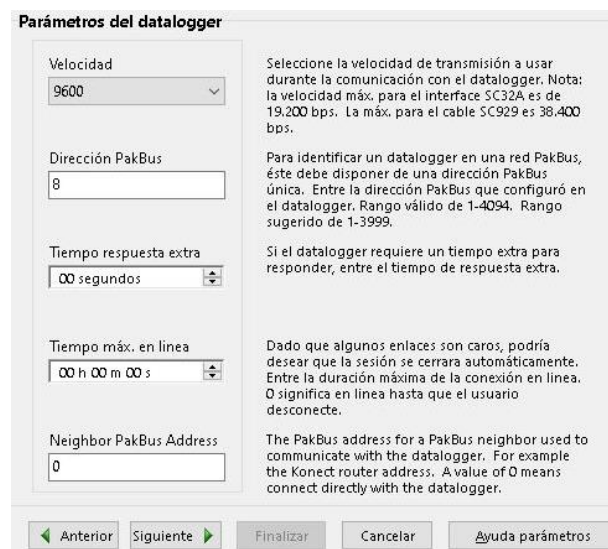 Parámetros del datalogger
Velocidad
9600
Seleccione la velocidad de transmisión a usar
durante la comunicación con el datalogger. Nota:
la velocidad máx. para el interface SC32A es de
19.200 bps. La máx. para el cable SC929 es 38.400
bps.
Dirección PakBus
8
Para identificar un datalogger en una red PakBus,
éste debe disponer de una dirección PakBus
única. Entre la dirección PakBus que configuró en
el datalogger. Rango válido de 1-4094. Rango
sugerido de 1-3999.
Tiempo respuesta extra
00 segundos
Si el datalogger requiere un tiempo extra para
responder, entre el tiempo de respuesta extra.
Tiempo máx. en linea
00 h 00 m 00 s
Dado que algunos enlaces son caros, podría
desear que la sesión se cerrara automáticamente.
Entre la duración máxima de la conexión en linea.
0 significa en linea hasta que el usuario
desconecte.
Neighbor PakBus Address
0
The PakBus address for a PakBus neighbor used to
communicate with the datalogger. For example
the Konect router address. A value of 0 means
connect directly with the datalogger.
Anterior Siguiente Finalizar Cancelar Ayuda parámetros